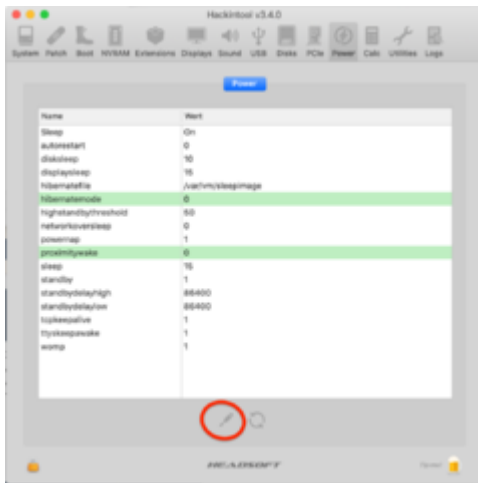 Hackintool v3.4.0
System Patch Boot NVRAM Extensions Displays Sound USB Disks PCIe Power Calc Utilities Logs
Power
Name Wert
Sleep On
autorestart 0
disksleep 10
displaysleep 15
hibernatefile /var/vm/sleepimage
hibernatemode 0
highstandbythreshold 50
networkoversleep 0
powernap 1
proximitywake 0
sleep 15
standby 1
standbydelayhigh 86400
standbydelaylow 86400
tcpkeepalive 1
ttyskeepawake 1
womp 1
HEADSOFT